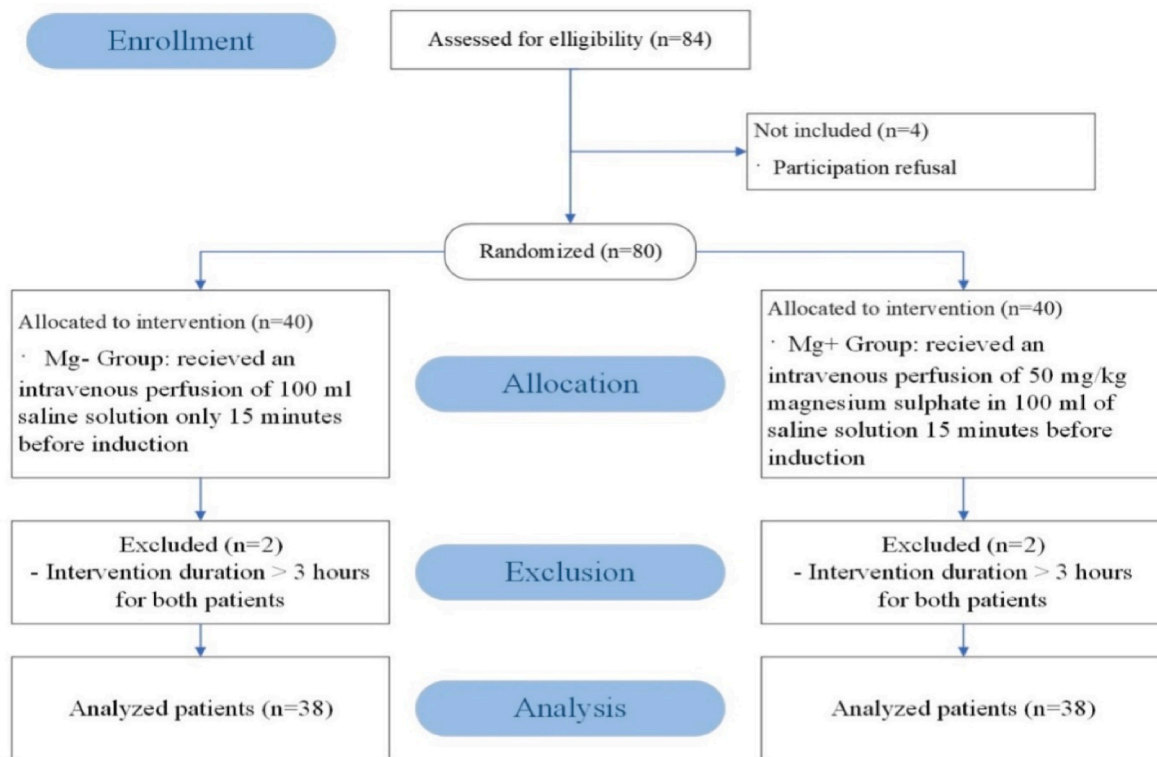 Enrollment
Assessed for elligibility (n=84)
Not included (n=4)
· Participation refusal
Randomized (n=80)
Allocated to intervention (n=40)
· Mg- Group: recieved an
intravenous perfusion of 100 ml
saline solution only 15 minutes
before induction
Allocation
Allocated to intervention (n=40)
· Mg+ Group: recieved an
intravenous perfusion of 50 mg/kg
magnesium sulphate in 100 ml of
saline solution 15 minutes before
induction
Excluded (n=2)
- Intervention duration > 3 hours
for both patients
Exclusion
Excluded (n=2)
- Intervention duration > 3 hours
for both patients
Analyzed patients (n=38)
Analysis
Analyzed patients (n=38)